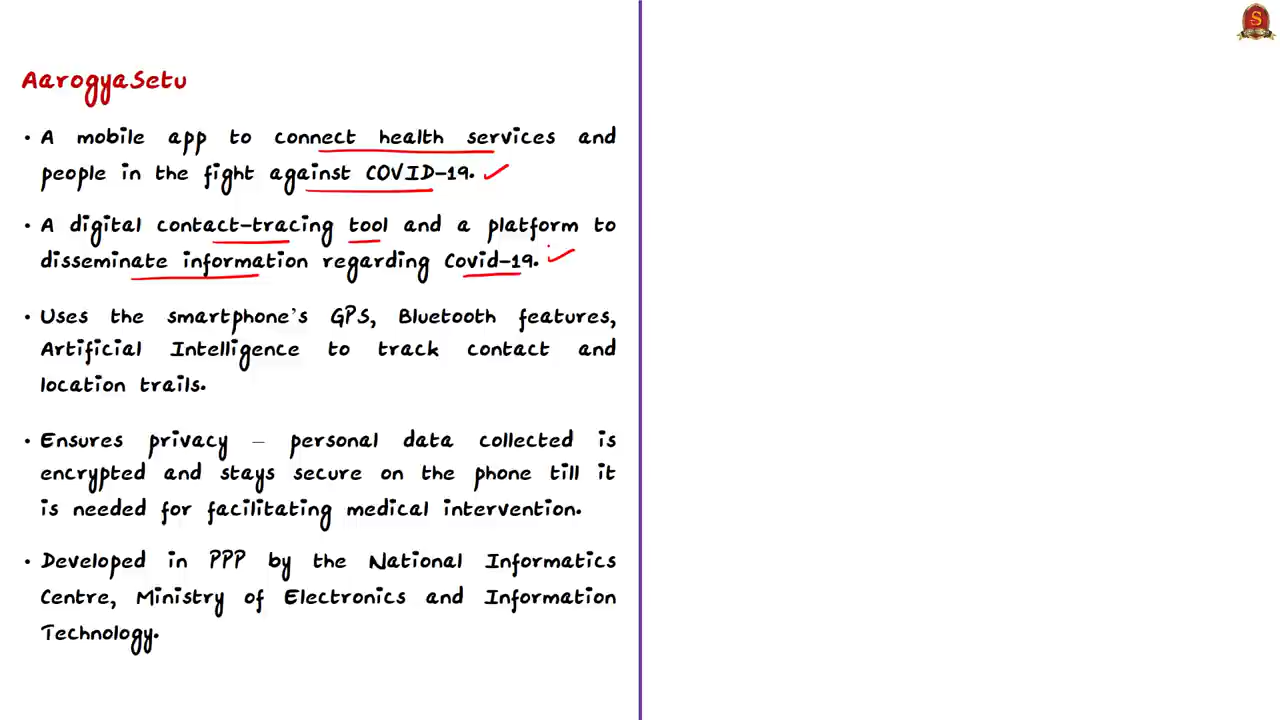 AarogyaSetu
• A mobile app to connect health services and
people in the fight against COVID-19.
• A digital contact-tracing tool and a platform to
disseminate information regarding Covid-19.
• Uses the smartphone's GPS, Bluetooth features,
Artificial Intelligence to track contact and
location trails.
• Ensures privacy – personal data collected is
encrypted and stays secure on the phone till it
is needed for facilitating medical intervention.
• Developed in PPP by the National Informatics
Centre, Ministry of Electronics and Information
Technology.
S